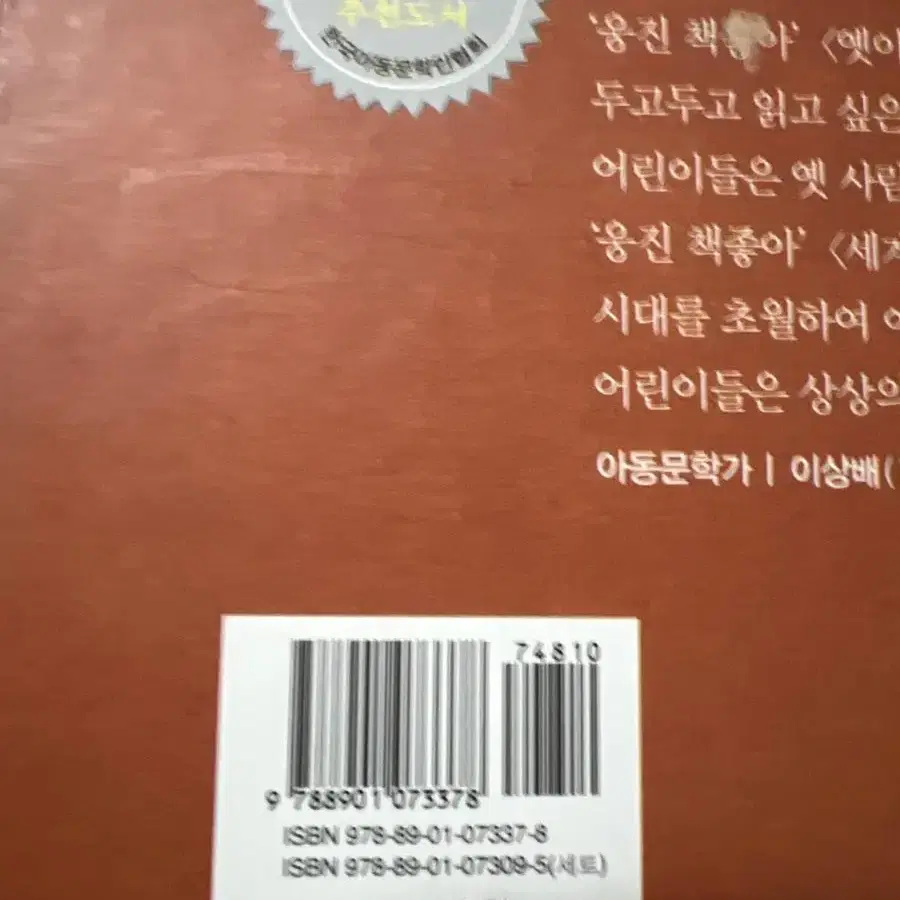 추천도서
한국아동문학인협회
‘웅진 책좋아’ 〈옛이
두고두고 읽고 싶은
어린이들은 옛 사람
‘웅진 책좋아’ 〈세계
시대를 초월하여
어린이들은 상상의
아동문학가 | 이상배(
74810
9 788901 073378
ISBN 978-89-01-07337-8
ISBN 978-89-01-07309-5(세트)